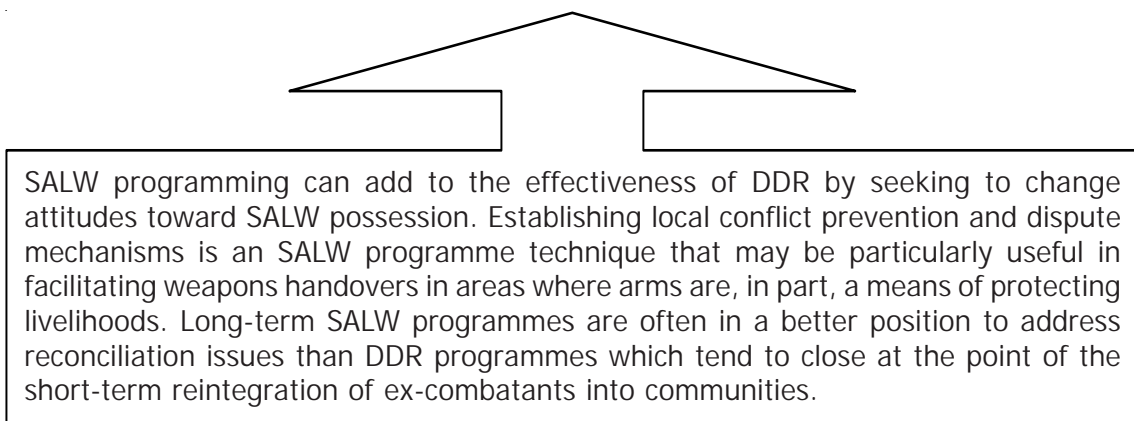 SALW programming can add to the effectiveness of DDR by seeking to change
attitudes toward SALW possession. Establishing local conflict prevention and dispute
mechanisms is an SALW programme technique that may be particularly useful in
facilitating weapons handovers in areas where arms are, in part, a means of protecting
livelihoods. Long-term SALW programmes are often in a better position to address
reconciliation issues than DDR programmes which tend to close at the point of the
short-term reintegration of ex-combatants into communities.